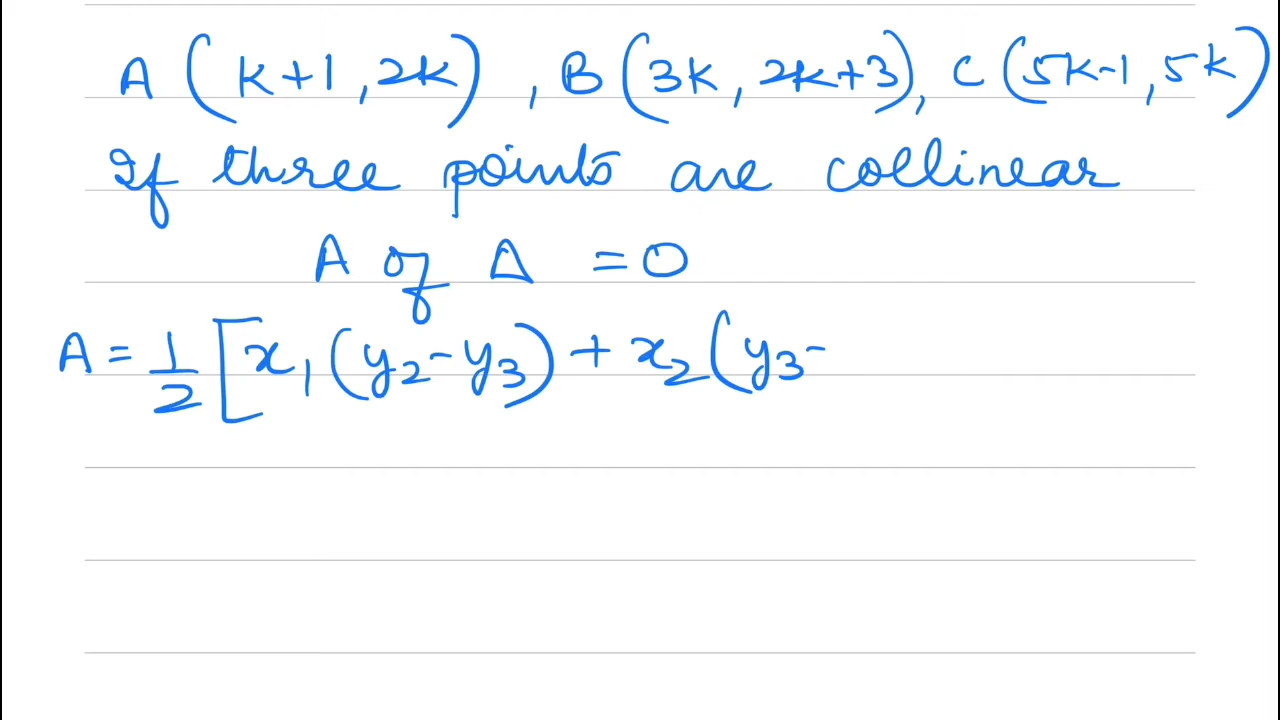 A (k+1, 2k), B (3k, 2k+3), C (5k-1, 5k)
If three points are collinear
A of Δ = 0
A = 1/2 [x₁(y₂-y₃) + x₂(y₃-